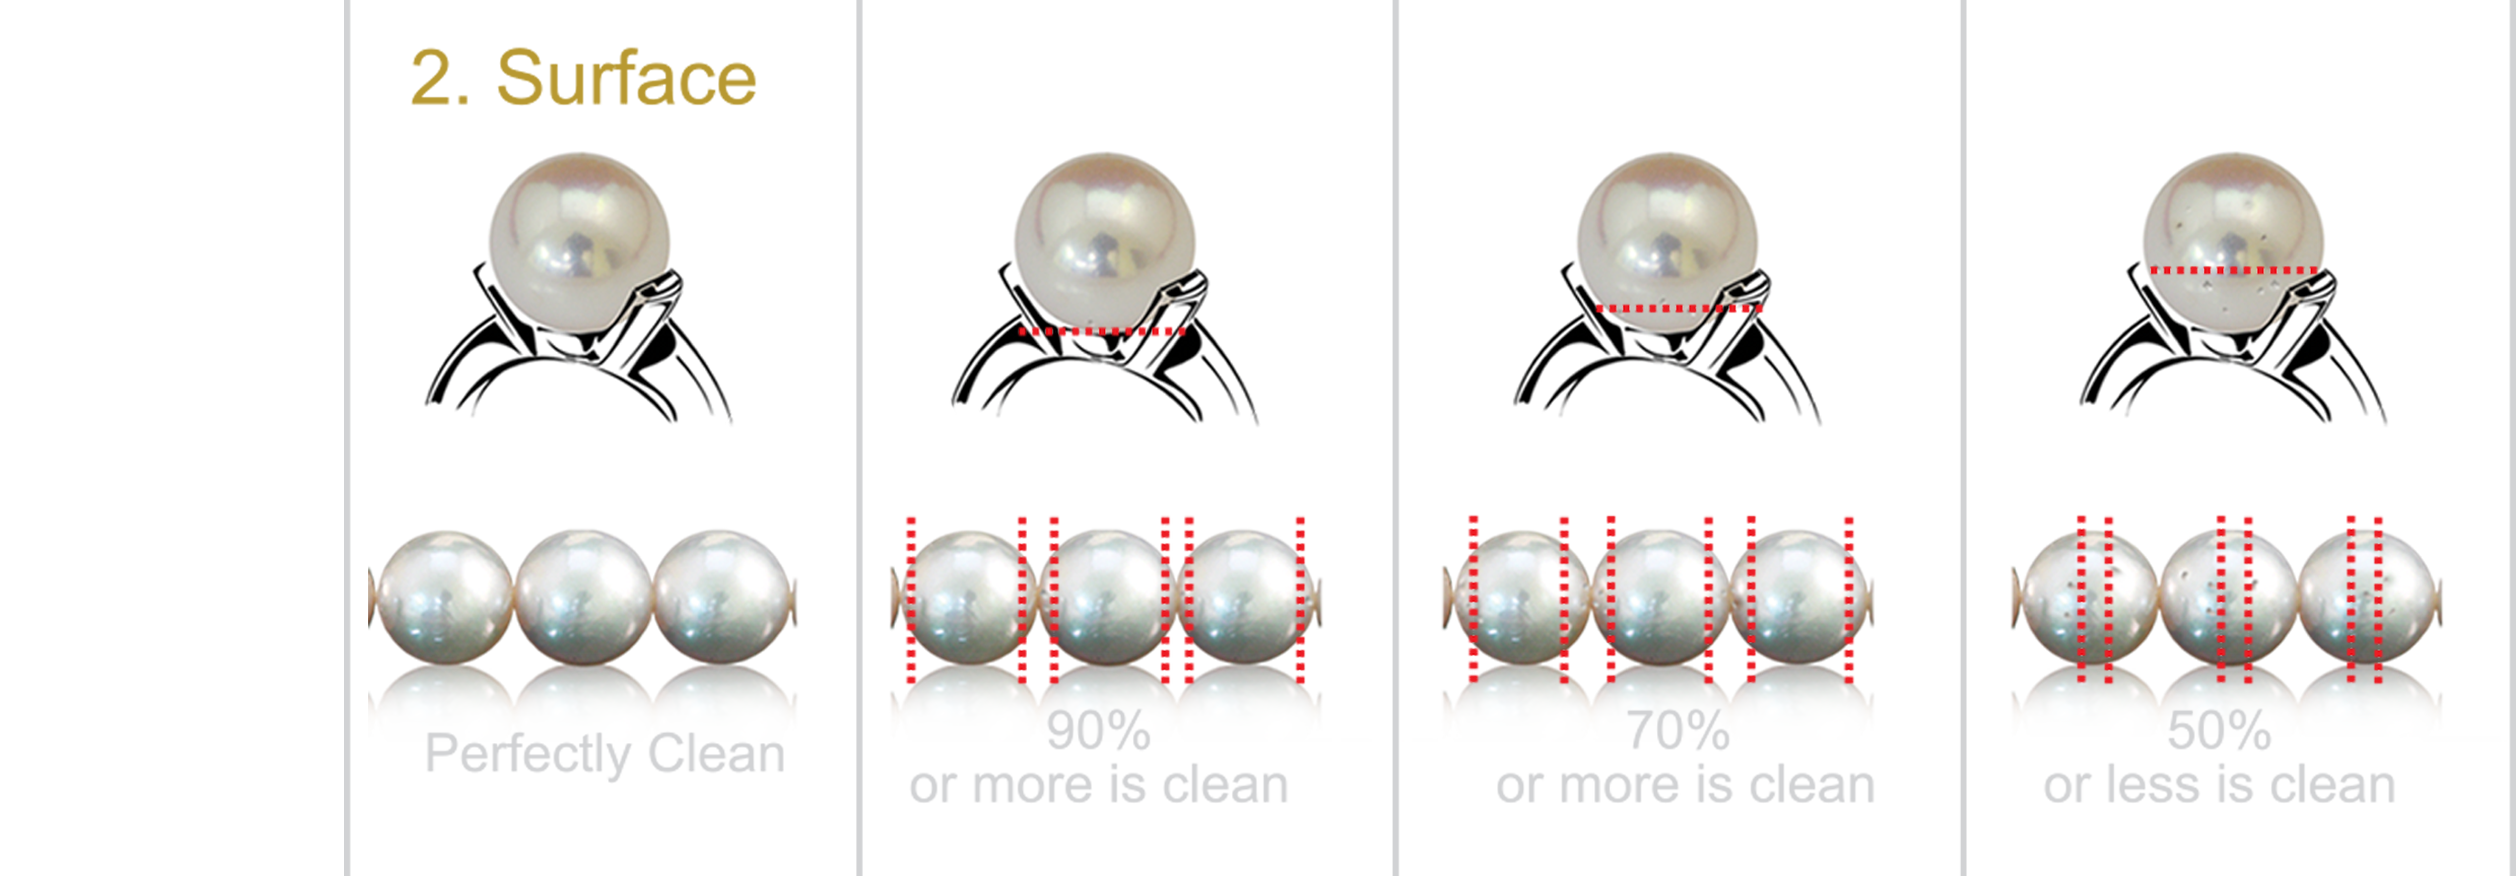 2. Surface
Perfectly Clean
90%
or more is clean
70%
or more is clean
50%
or less is clean